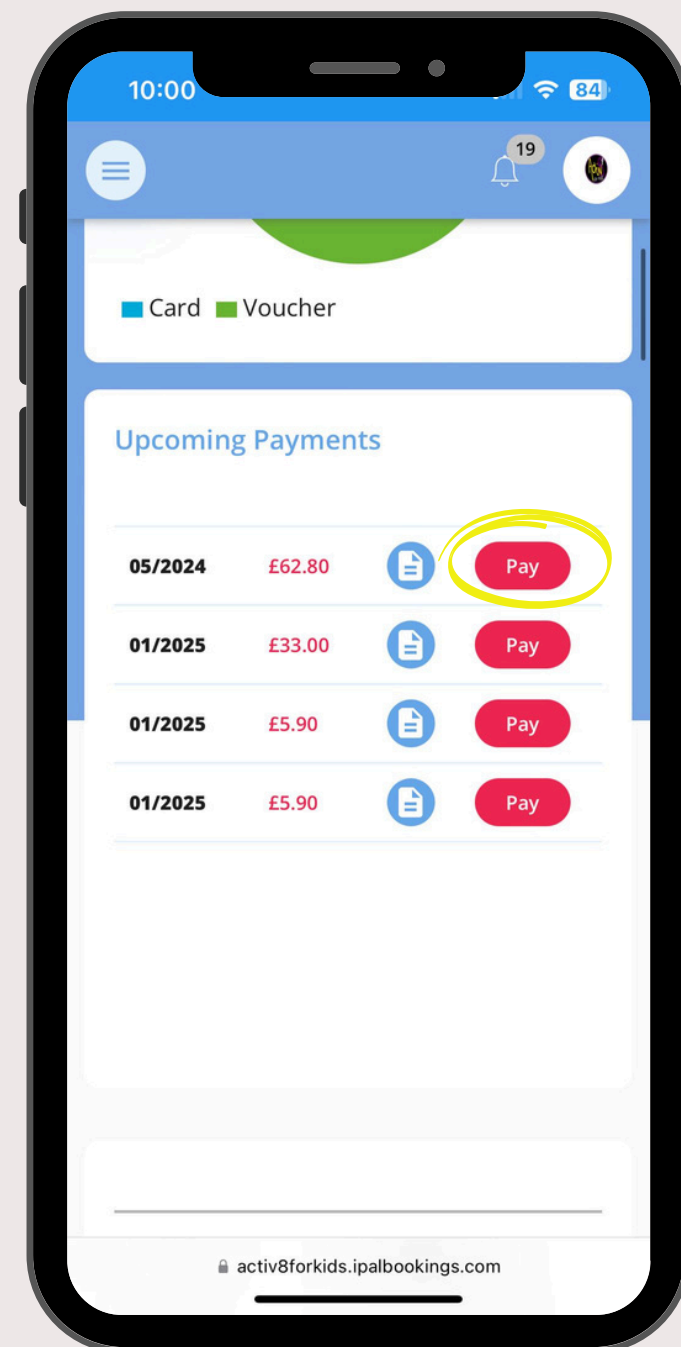 10:00 84
19
Card Voucher
Upcoming Payments
05/2024 £62.80 Pay
01/2025 £33.00 Pay
01/2025 £5.90 Pay
01/2025 £5.90 Pay
activ8forkids.ipalbookings.com